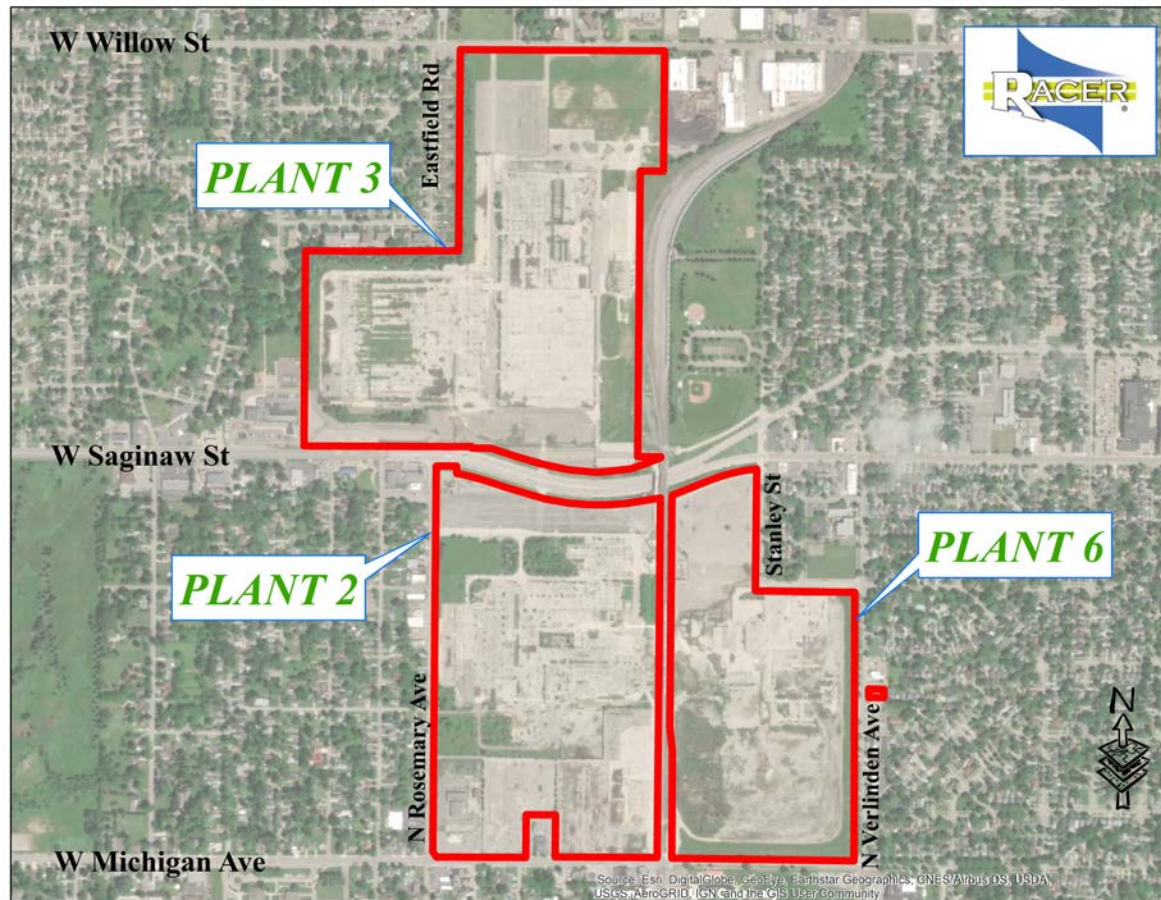 W Willow St
Eastfield Rd
RACER
PLANT 3
W Saginaw St
Stanley St
PLANT 2
PLANT 6
N Rosemary Ave
N Verlinden Ave
N
W Michigan Ave
Source: Esri, DigitalGlobe, GeoEye, Earthstar Geographics, CNES/Airbus DS, USDA,
USGS, AeroGRID, IGN, and the GIS User Community